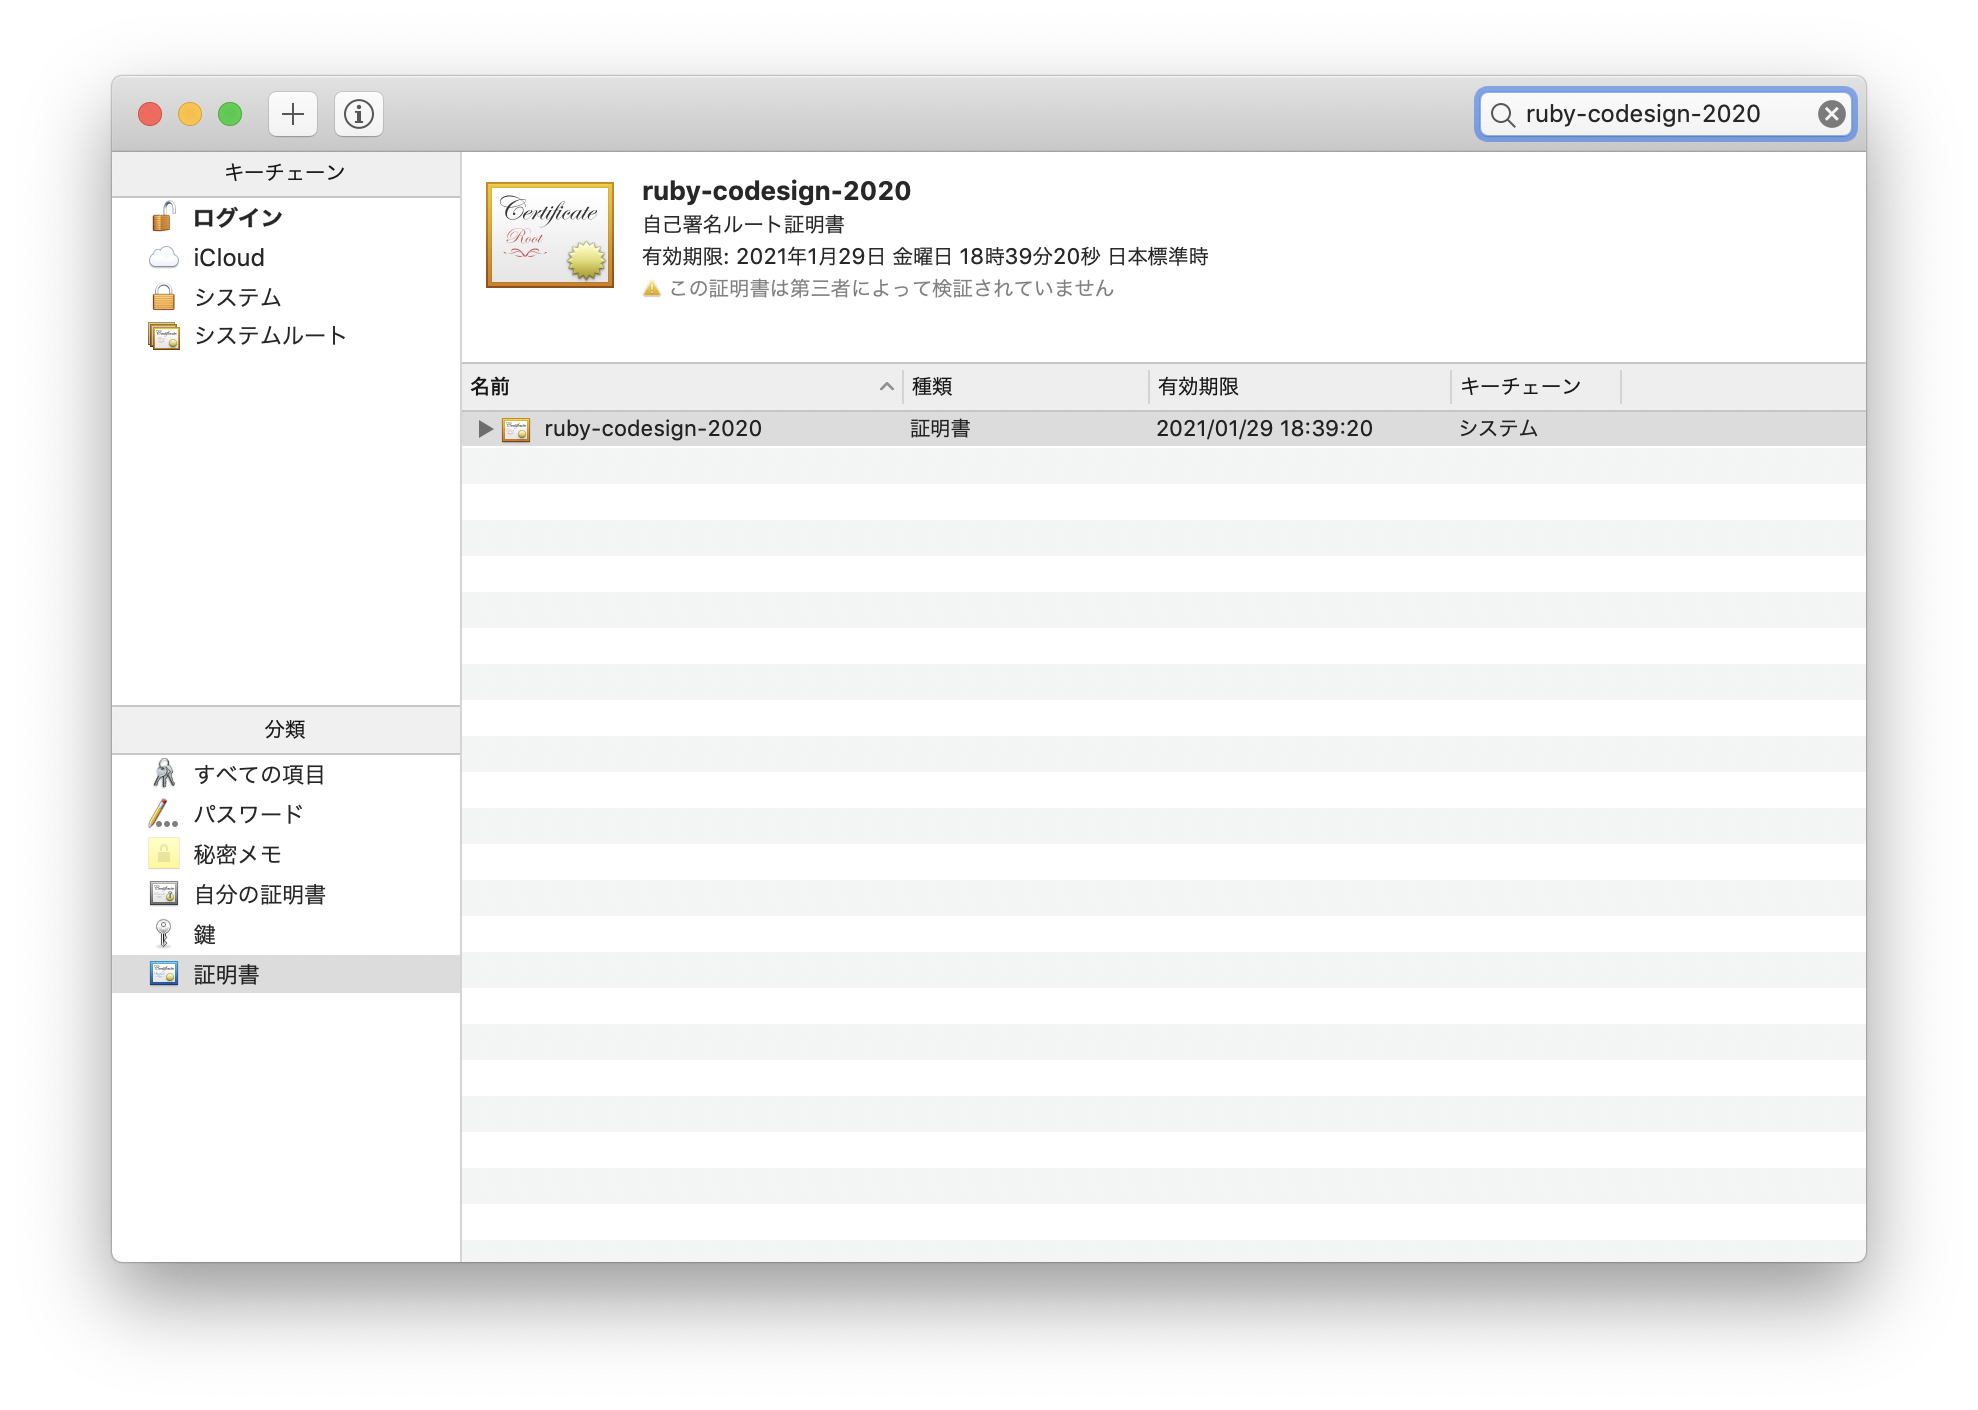 ruby-codesign-2020
キーチェーン
ログイン
iCloud
システム
システムルート
Certificate
Root
ruby-codesign-2020
自己署名ルート証明書
有効期限: 2021年1月29日 金曜日 18時39分20秒 日本標準時
この証明書は第三者によって検証されていません
名前 種類 有効期限 キーチェーン
ruby-codesign-2020 証明書 2021/01/29 18:39:20 システム
分類
すべての項目
パスワード
秘密メモ
自分の証明書
鍵
証明書